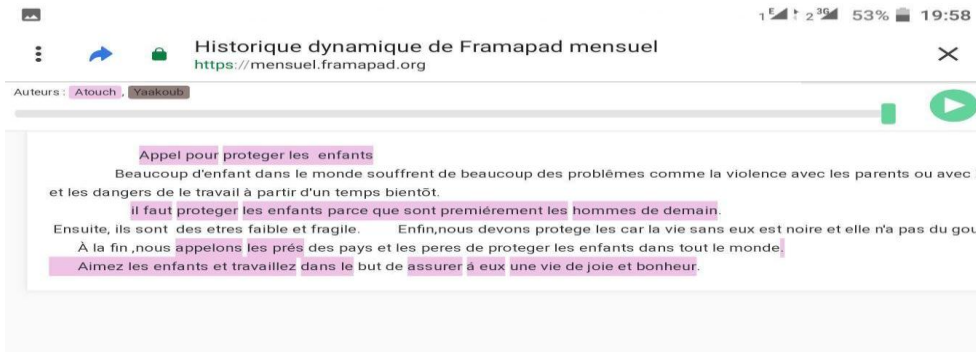 1 E 2 3G 53% 19:58
Historique dynamique de Framapad mensuel
https://mensuel.framapad.org
Auteurs : Atouch , Yaakoub
Appel pour proteger les enfants
Beaucoup d'enfant dans le monde souffrent de beaucoup des problêmes comme la violence avec les parents ou avec
et les dangers de le travail à partir d'un temps bientôt.
il faut proteger les enfants parce que sont premiérement les hommes de demain.
Ensuite, ils sont des etres faible et fragile. Enfin,nous devons protege les car la vie sans eux est noire et elle n'a pas du gou
À la fin ,nous appelons les prés des pays et les peres de proteger les enfants dans tout le monde.
Aimez les enfants et travaillez dans le but de assurer á eux une vie de joie et bonheur.